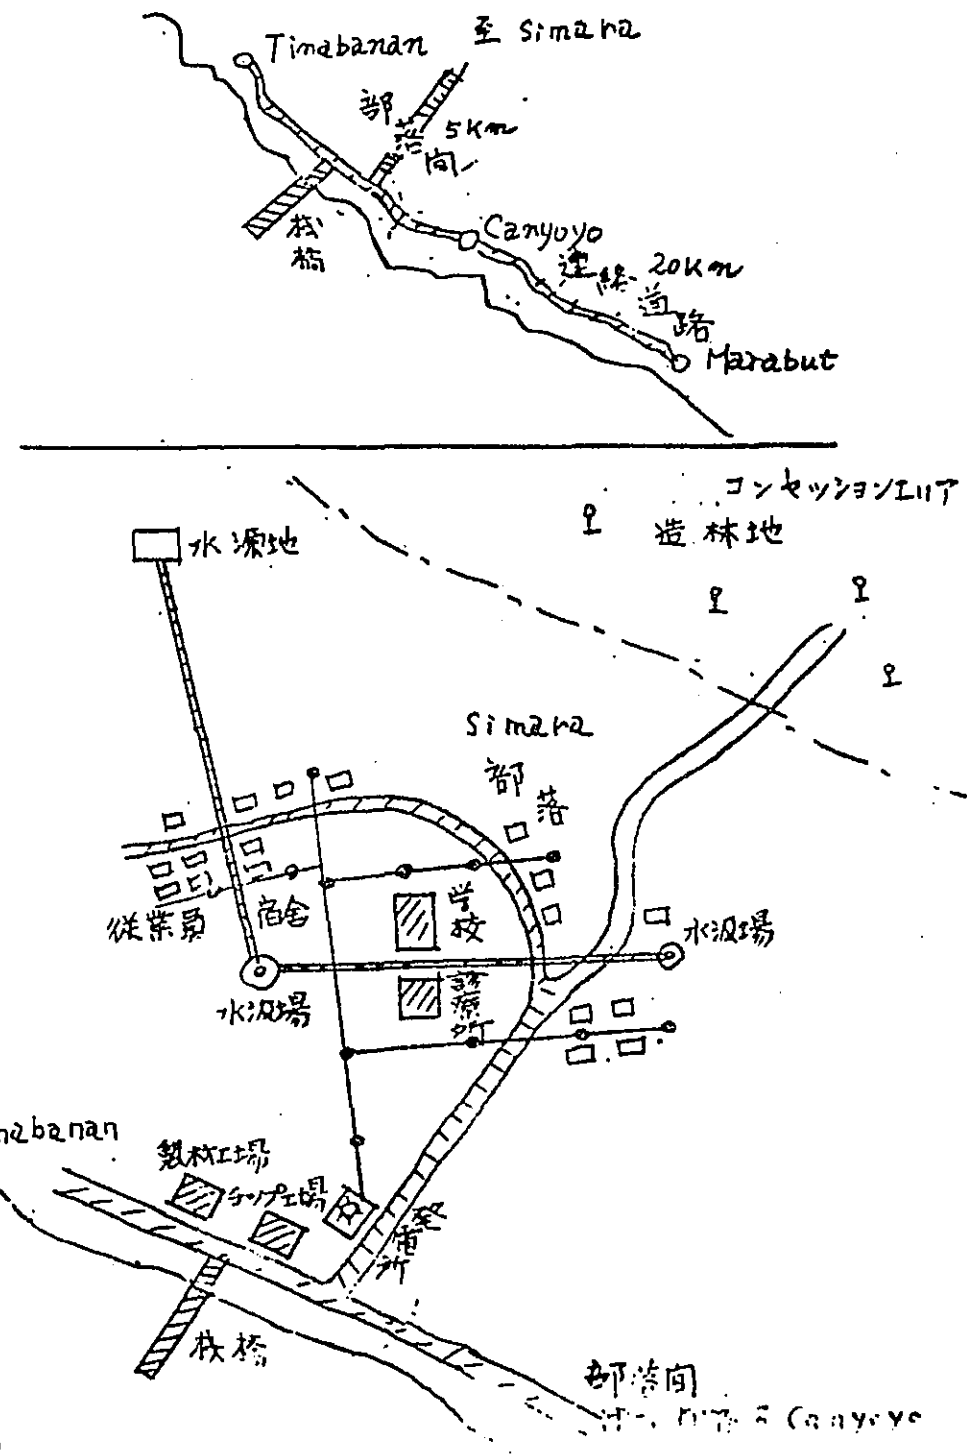 Tinabanan
至 Simara
部落間
5Km
桟橋
Canyoyo
連絡道路
20Km
Marabut
コンセッションエリア
造林地
水源地
Simara
部落
従業員宿舎
学校
水汲場
診療所
水汲場
nabanan
製材工場
チップ工場
発電所
桟橋
部落間
Canyoyo